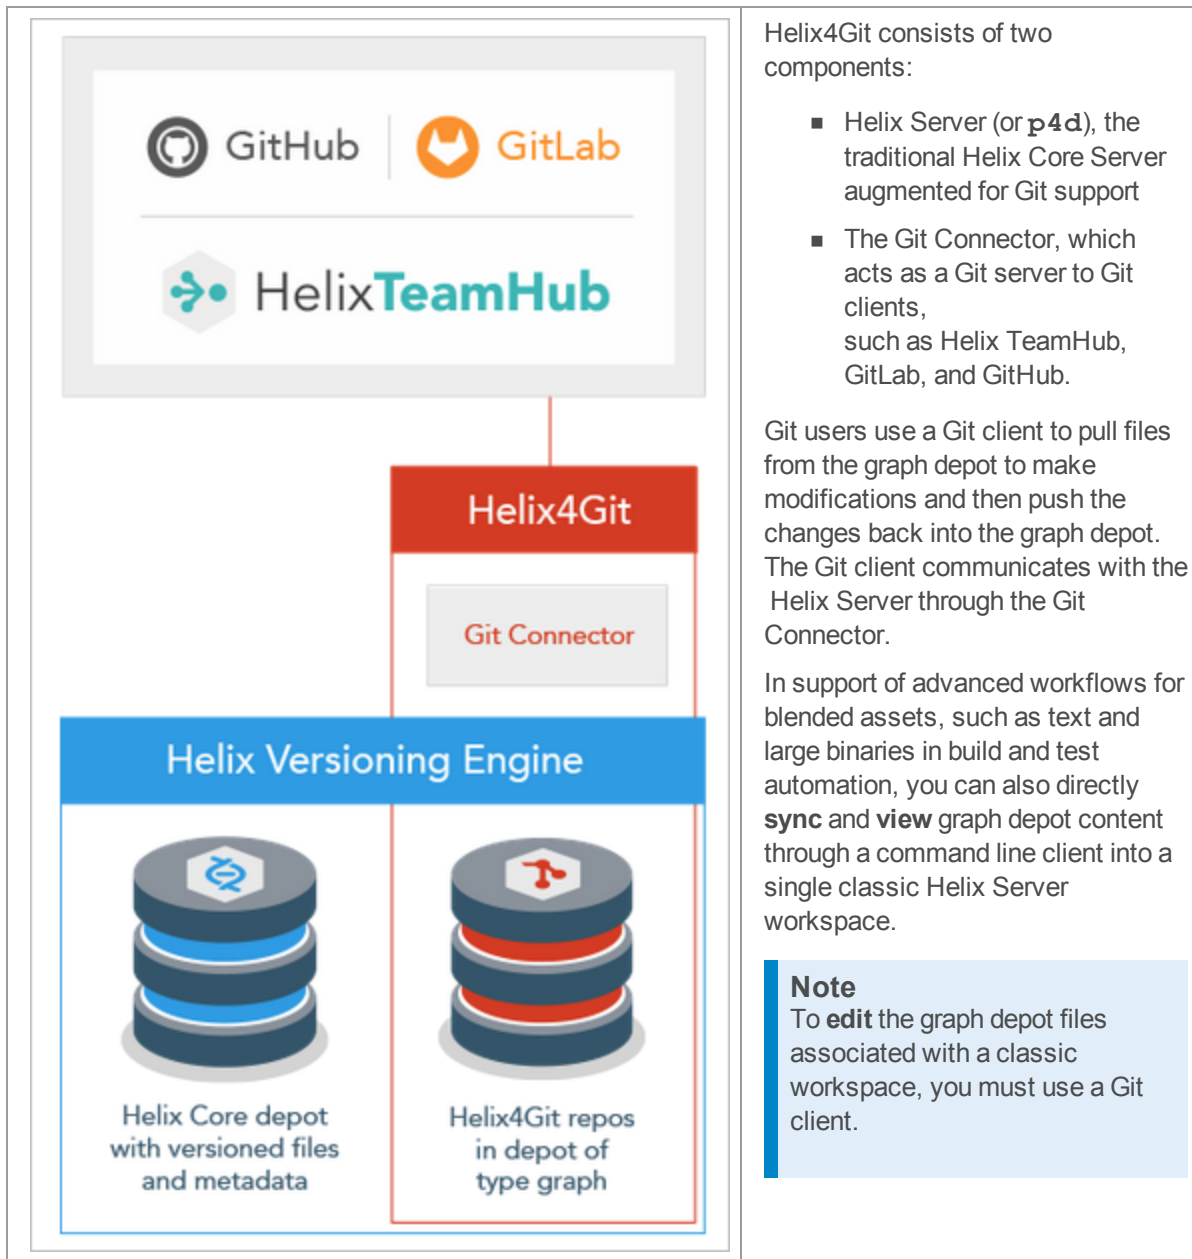 GitHub
GitLab
HelixTeamHub
Helix4Git
Git Connector
Helix Versioning Engine
Helix Core depot
with versioned files
and metadata
Helix4Git repos
in depot of
type graph
Helix4Git consists of two
components:
■ Helix Server (or p4d), the
traditional Helix Core Server
augmented for Git support
■ The Git Connector, which
acts as a Git server to Git
clients,
such as Helix TeamHub,
GitLab, and GitHub.
Git users use a Git client to pull files
from the graph depot to make
modifications and then push the
changes back into the graph depot.
The Git client communicates with the
Helix Server through the Git
Connector.
In support of advanced workflows for
blended assets, such as text and
large binaries in build and test
automation, you can also directly
sync and view graph depot content
through a command line client into a
single classic Helix Server
workspace.
Note
To edit the graph depot files
associated with a classic
workspace, you must use a Git
client.